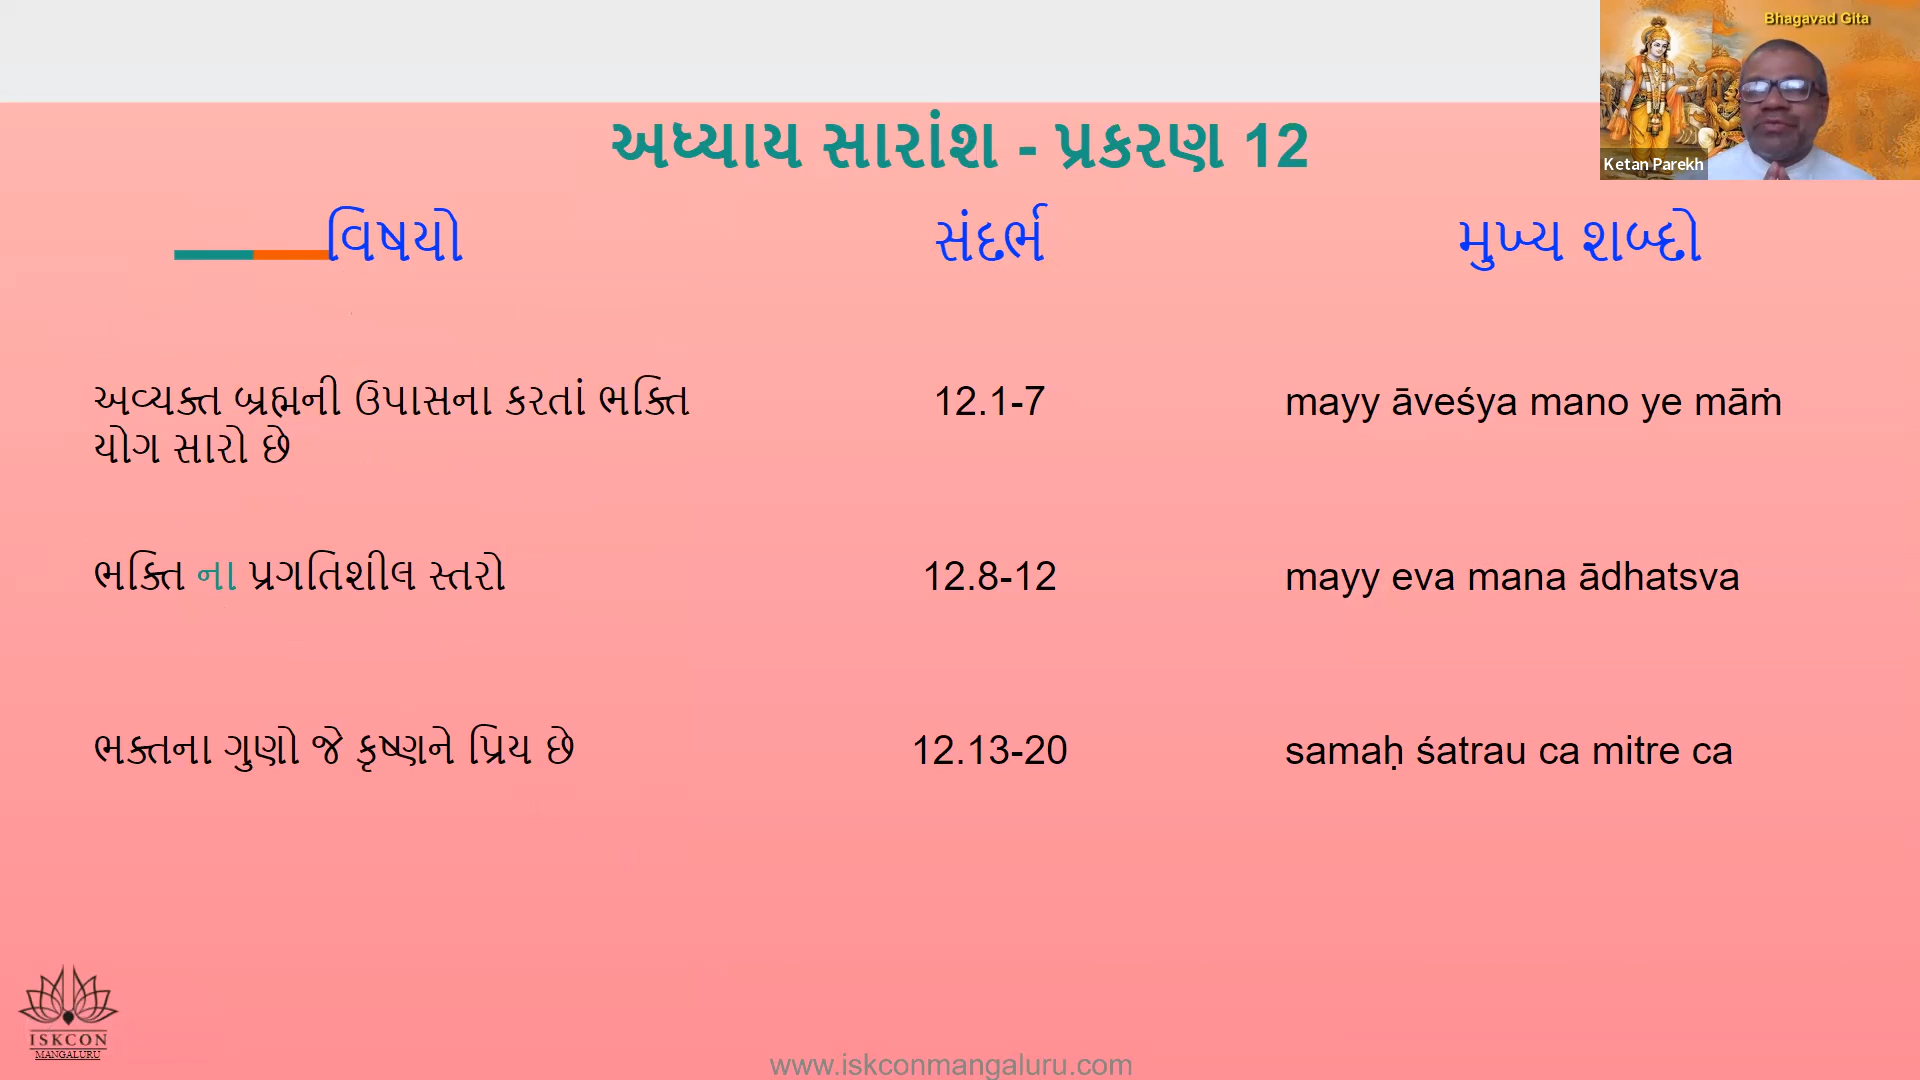 Bhagavad Gita
Ketan Parekh
અધ્યાય સારાંશ - પ્રકરણ 12
વિષયો સંદર્ભ મુખ્ય શબ્દો
અવ્યક્ત બ્રહ્મની ઉપાસના કરતાં ભક્તિ 12.1-7 mayy āveśya mano ye māṁ
યોગ સારો છે
ભક્તિ ના પ્રગતિશીલ સ્તરો 12.8-12 mayy eva mana ādhatsva
ભક્તના ગુણો જે કૃષ્ણને પ્રિય છે 12.13-20 samaḥ śatrau ca mitre ca
ISKCON
MANGALURU
www.iskconmangaluru.com